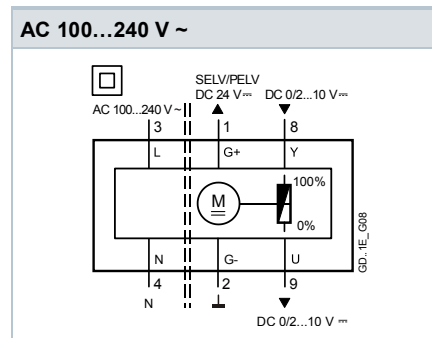 AC 100…240 V ~
SELV/PELV
AC 100...240 V ~ DC 24 V ⎓ DC 0/2...10 V ⎓
3 1 8
L G+ Y
100%
M
0%
N G- U
4 2 9
N
DC 0/2...10 V ⎓
GD..1E_G08